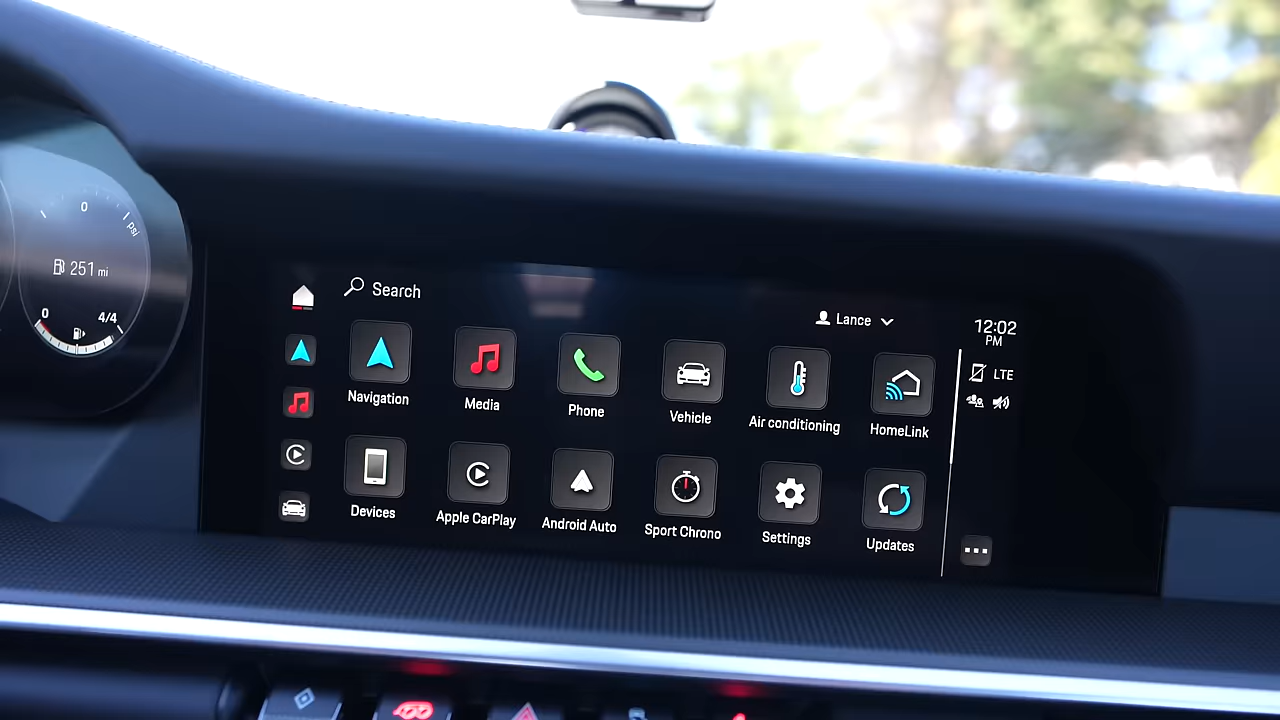 0
psi
251 mi
0
4/4
Search
Lance
12:02
PM
LTE
Navigation
Media
Phone
Vehicle
Air conditioning
HomeLink
Devices
Apple CarPlay
Android Auto
Sport Chrono
Settings
Updates